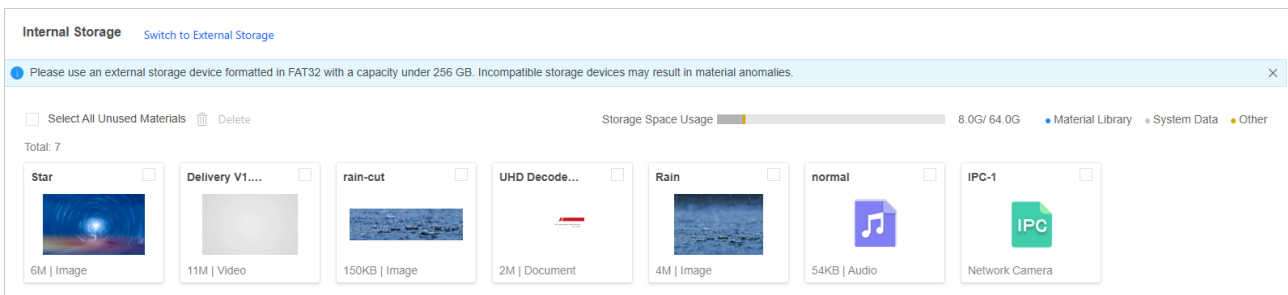 Internal Storage Switch to External Storage
Please use an external storage device formatted in FAT32 with a capacity under 256 GB. Incompatible storage devices may result in material anomalies.
Select All Unused Materials Delete Storage Space Usage 8.0G/ 64.0G Material Library System Data Other
Total: 7
Star Delivery V1.... rain-cut UHD Decode... Rain normal IPC-1
IPC
6M | Image 11M | Video 150KB | Image 2M | Document 4M | Image 54KB | Audio Network Camera